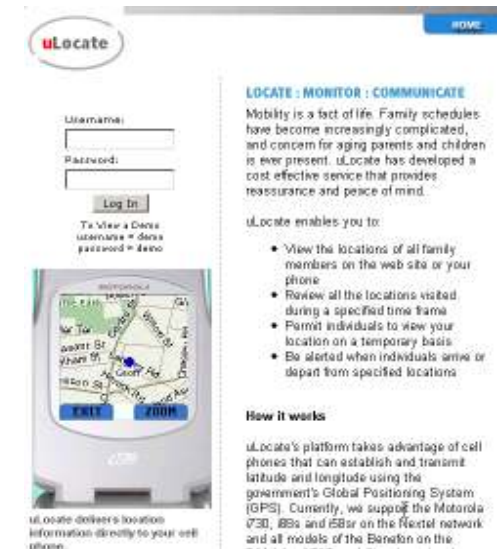 uLocate
HOME
Username:
Password:
Log In
To View a Demo
username = demo
password = demo
MOTOROLA
EXIT
ZOOM
uLocate delivers location
information directly to your cell
phone.
LOCATE : MONITOR : COMMUNICATE
Mobility is a fact of life. Family schedules
have become increasingly complicated,
and concern for aging parents and children
is ever present. uLocate has developed a
cost effective service that provides
reassurance and peace of mind.
uLocate enables you to:
• View the locations of all family
members on the web site or your
phone
• Review all the locations visited
during a specified time frame
• Permit individuals to view your
location on a temporary basis
• Be alerted when individuals arrive or
depart from specified locations
How it works
uLocate's platform takes advantage of cell
phones that can establish and transmit
latitude and longitude using the
government's Global Positioning System
(GPS). Currently, we support the Motorola
i730, i88s and i58sr on the Nextel network
and all models of the Benefon on the